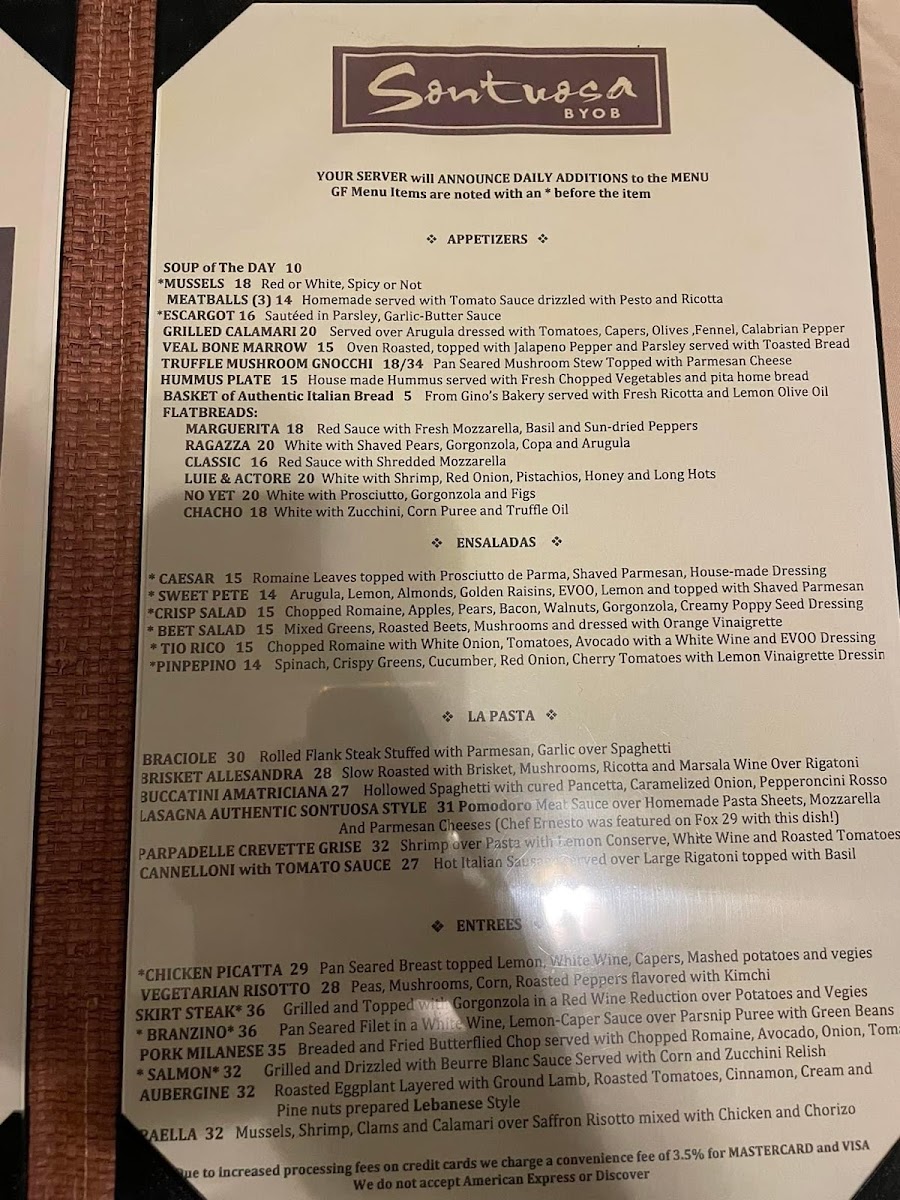 Sontuosa
BYOB
YOUR SERVER will ANNOUNCE DAILY ADDITIONS to the MENU
GF Menu Items are noted with an * before the item
❖ APPETIZERS ❖
SOUP of The DAY 10
*MUSSELS 18 Red or White, Spicy or Not
MEATBALLS (3) 14 Homemade served with Tomato Sauce drizzled with Pesto and Ricotta
*ESCARGOT 16 Sautéed in Parsley, Garlic-Butter Sauce
GRILLED CALAMARI 20 Served over Arugula dressed with Tomatoes, Capers, Olives ,Fennel, Calabrian Pepper
VEAL BONE MARROW 15 Oven Roasted, topped with Jalapeno Pepper and Parsley served with Toasted Bread
TRUFFLE MUSHROOM GNOCCHI 18/34 Pan Seared Mushroom Stew Topped with Parmesan Cheese
HUMMUS PLATE 15 House made Hummus served with Fresh Chopped Vegetables and pita home bread
BASKET of Authentic Italian Bread 5 From Gino's Bakery served with Fresh Ricotta and Lemon Olive Oil
FLATBREADS:
MARGUERITA 18 Red Sauce with Fresh Mozzarella, Basil and Sun-dried Peppers
RAGAZZA 20 White with Shaved Pears, Gorgonzola, Copa and Arugula
CLASSIC 16 Red Sauce with Shredded Mozzarella
LUIE & ACTORE 20 White with Shrimp, Red Onion, Pistachios, Honey and Long Hots
NO YET 20 White with Prosciutto, Gorgonzola and Figs
CHACHO 18 White with Zucchini, Corn Puree and Truffle Oil
❖ ENSALADAS ❖
* CAESAR 15 Romaine Leaves topped with Prosciutto de Parma, Shaved Parmesan, House-made Dressing
* SWEET PETE 14 Arugula, Lemon, Almonds, Golden Raisins, EVOO, Lemon and topped with Shaved Parmesan
*CRISP SALAD 15 Chopped Romaine, Apples, Pears, Bacon, Walnuts, Gorgonzola, Creamy Poppy Seed Dressing
* BEET SALAD 15 Mixed Greens, Roasted Beets, Mushrooms and dressed with Orange Vinaigrette
* TIO RICO 15 Chopped Romaine with White Onion, Tomatoes, Avocado with a White Wine and EVOO Dressing
*PINPEPINO 14 Spinach, Crispy Greens, Cucumber, Red Onion, Cherry Tomatoes with Lemon Vinaigrette Dressin
❖ LA PASTA ❖
BRACIOLE 30 Rolled Flank Steak Stuffed with Parmesan, Garlic over Spaghetti
BRISKET ALLESANDRA 28 Slow Roasted with Brisket, Mushrooms, Ricotta and Marsala Wine Over Rigatoni
BUCCATINI AMATRICIANA 27 Hollowed Spaghetti with cured Pancetta, Caramelized Onion, Pepperoncini Rosso
LASAGNA AUTHENTIC SONTUOSA STYLE 31 Pomodoro Meat Sauce over Homemade Pasta Sheets, Mozzarella
And Parmesan Cheeses (Chef Ernesto was featured on Fox 29 with this dish!)
PARPADELLE CREVETTE GRISE 32 Shrimp over Pasta with Lemon Conserve, White Wine and Roasted Tomatoes
CANNELLONI with TOMATO SAUCE 27 Hot Italian Sausage served over Large Rigatoni topped with Basil
❖ ENTREES ❖
*CHICKEN PICATTA 29 Pan Seared Breast topped Lemon, White Wine, Capers, Mashed potatoes and vegies
VEGETARIAN RISOTTO 28 Peas, Mushrooms, Corn, Roasted Peppers flavored with Kimchi
SKIRT STEAK* 36 Grilled and Topped with Gorgonzola in a Red Wine Reduction over Potatoes and Vegies
* BRANZINO* 36 Pan Seared Filet in a White Wine, Lemon-Caper Sauce over Parsnip Puree with Green Beans
PORK MILANESE 35 Breaded and Fried Butterflied Chop served with Chopped Romaine, Avocado, Onion, Tom
* SALMON* 32 Grilled and Drizzled with Beurre Blanc Sauce Served with Corn and Zucchini Relish
AUBERGINE 32 Roasted Eggplant Layered with Ground Lamb, Roasted Tomatoes, Cinnamon, Cream and
Pine nuts prepared Lebanese Style
PAELLA 32 Mussels, Shrimp, Clams and Calamari over Saffron Risotto mixed with Chicken and Chorizo
Due to increased processing fees on credit cards we charge a convenience fee of 3.5% for MASTERCARD and VISA
We do not accept American Express or Discover